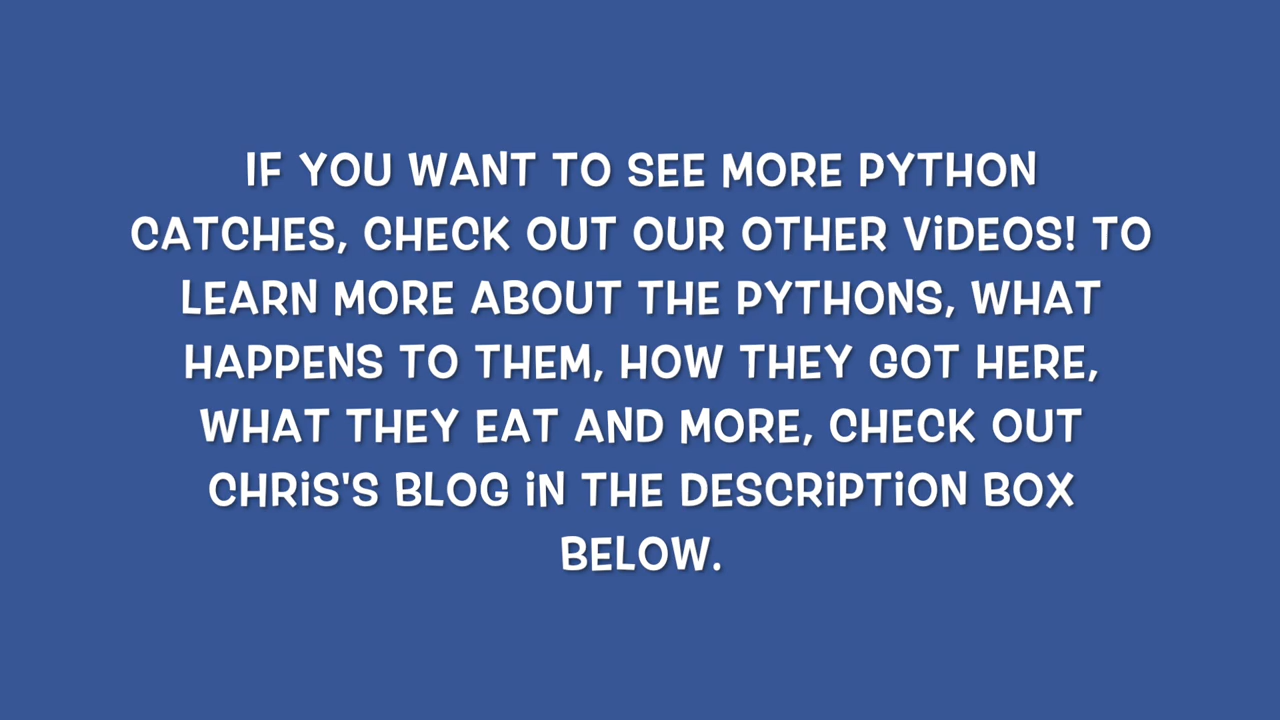 IF YOU WANT TO SEE MORE PYTHON
CATCHES, CHECK OUT OUR OTHER ViDEOS! TO
LEARN MORE ABOUT THE PYTHONS, WHAT
HAPPENS TO THEM, HOW THEY GOT HERE,
WHAT THEY EAT AND MORE, CHECK OUT
CHRiS'S BLOG iN THE DESCRiPTiON BOX
BELOW.